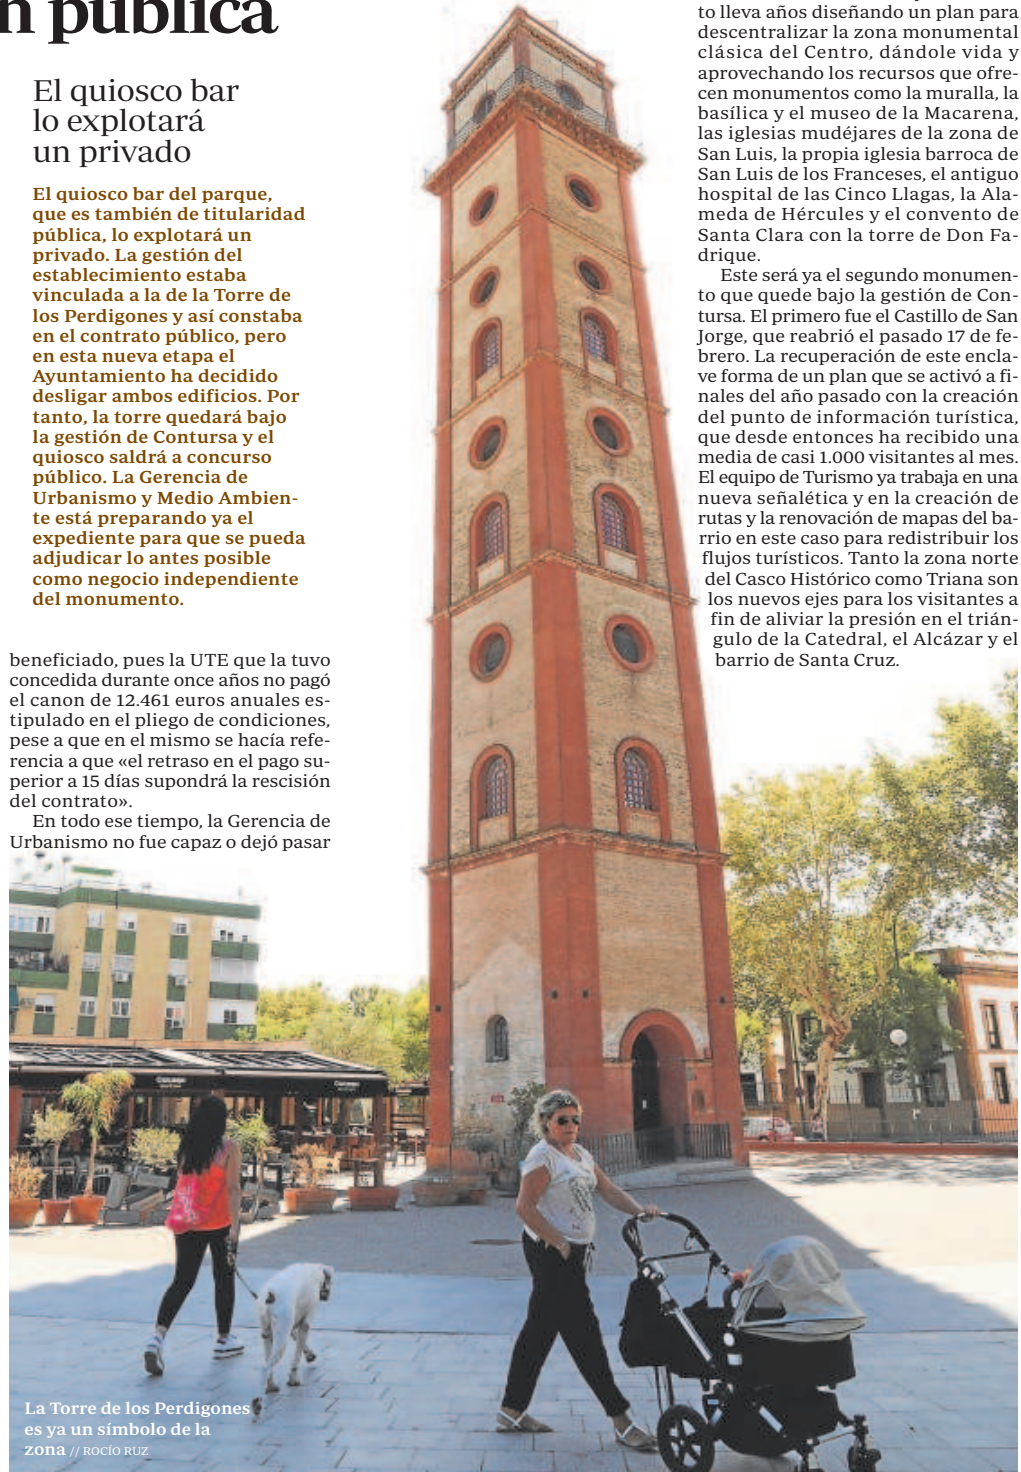 n pública
El quiosco bar
lo explotará
un privado
El quiosco bar del parque,
que es también de titularidad
pública, lo explotará un
privado. La gestión del
establecimiento estaba
vinculada a la de la Torre de
los Perdigones y así constaba
en el contrato público, pero
en esta nueva etapa el
Ayuntamiento ha decidido
desligar ambos edificios. Por
tanto, la torre quedará bajo
la gestión de Contursa y el
quiosco saldrá a concurso
público. La Gerencia de
Urbanismo y Medio Ambien-
te está preparando ya el
expediente para que se pueda
adjudicar lo antes posible
como negocio independiente
del monumento.
beneficiado, pues la UTE que la tuvo
concedida durante once años no pagó
el canon de 12.461 euros anuales es-
tipulado en el pliego de condiciones,
pese a que en el mismo se hacía refe-
rencia a que «el retraso en el pago su-
perior a 15 días supondrá la rescisión
del contrato».
En todo ese tiempo, la Gerencia de
Urbanismo no fue capaz o dejó pasar
to lleva años diseñando un plan para
descentralizar la zona monumental
clásica del Centro, dándole vida y
aprovechando los recursos que ofre-
cen monumentos como la muralla, la
basílica y el museo de la Macarena,
las iglesias mudéjares de la zona de
San Luis, la propia iglesia barroca de
San Luis de los Franceses, el antiguo
hospital de las Cinco Llagas, la Ala-
meda de Hércules y el convento de
Santa Clara con la torre de Don Fa-
drique.
Este será ya el segundo monumen-
to que quede bajo la gestión de Con-
tursa. El primero fue el Castillo de San
Jorge, que reabrió el pasado 17 de fe-
brero. La recuperación de este encla-
ve forma de un plan que se activó a fi-
nales del año pasado con la creación
del punto de información turística,
que desde entonces ha recibido una
media de casi 1.000 visitantes al mes.
El equipo de Turismo ya trabaja en una
nueva señalética y en la creación de
rutas y la renovación de mapas del ba-
rrio en este caso para redistribuir los
flujos turísticos. Tanto la zona norte
del Casco Histórico como Triana son
los nuevos ejes para los visitantes a
fin de aliviar la presión en el trián-
gulo de la Catedral, el Alcázar y el
barrio de Santa Cruz.
La Torre de los Perdigones
es ya un símbolo de la
zona // ROCÍO RUZ